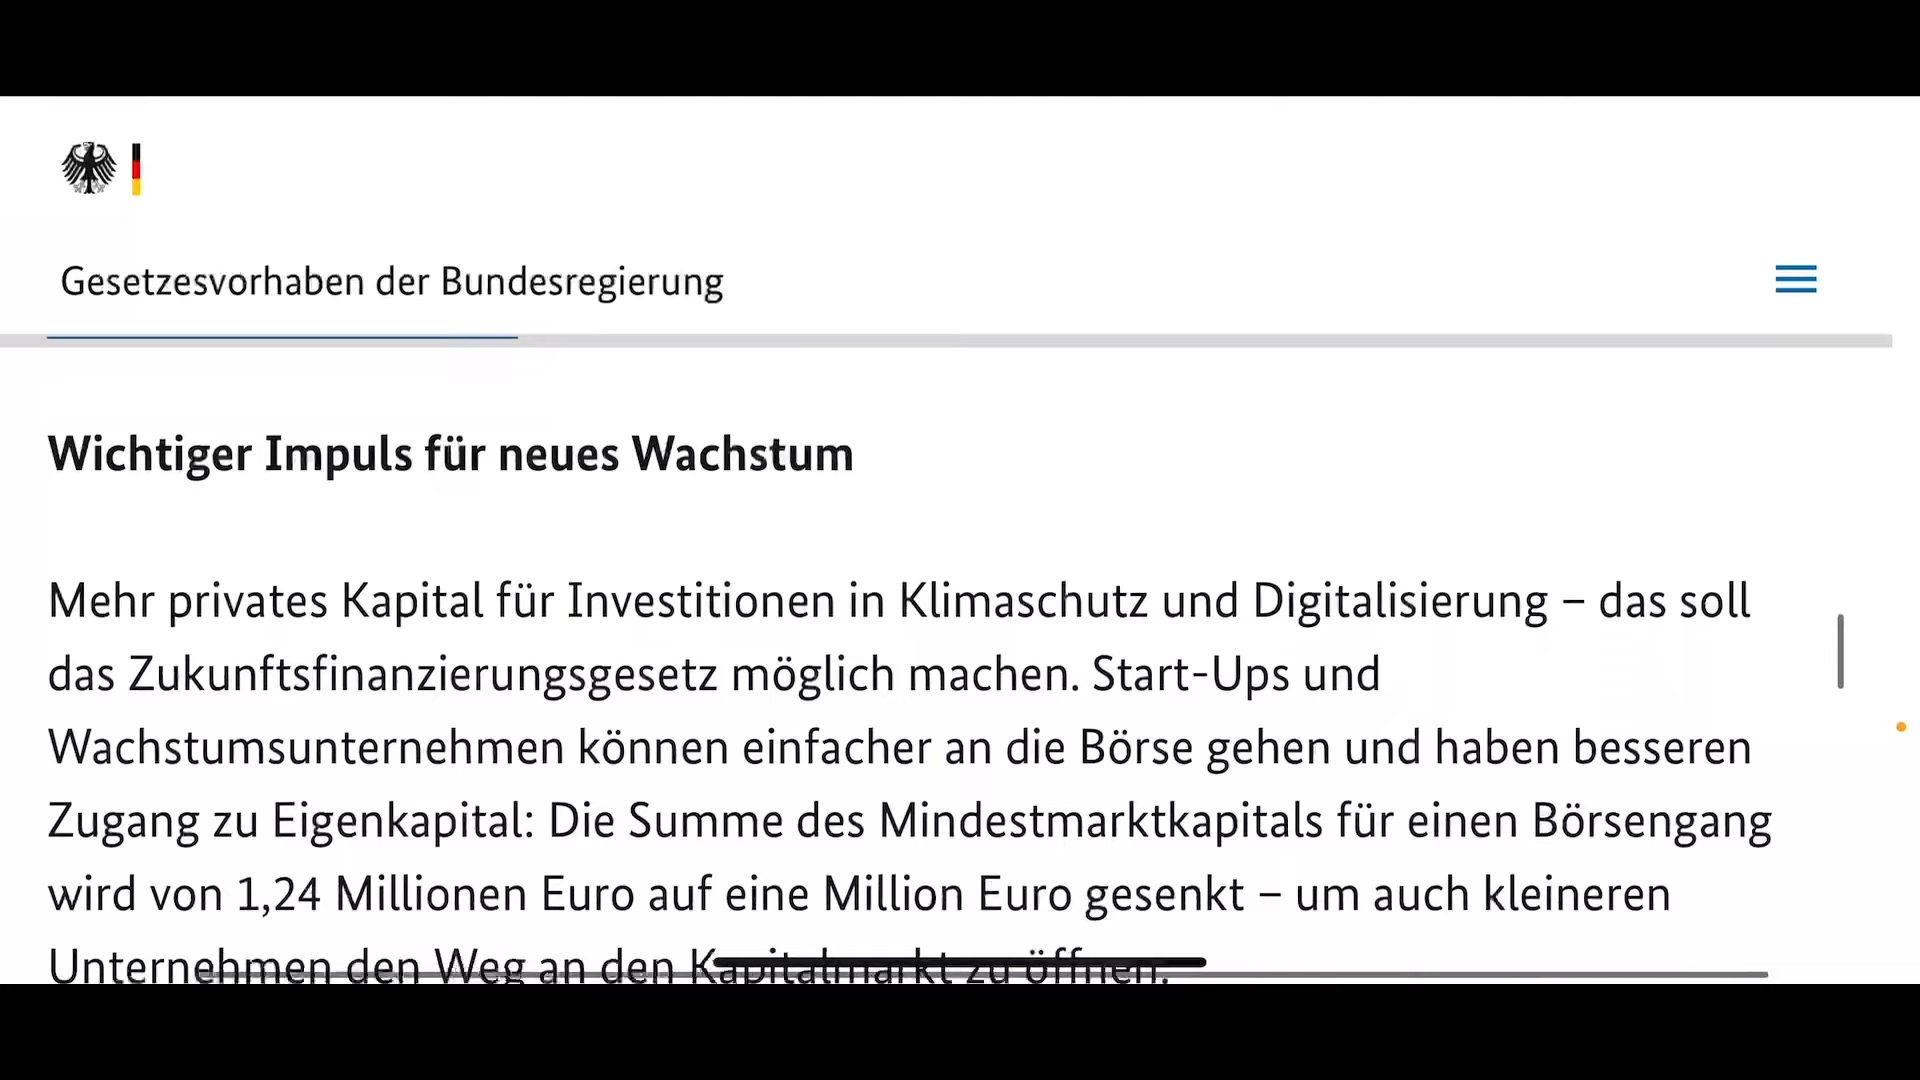 Gesetzesvorhaben der Bundesregierung
Wichtiger Impuls für neues Wachstum
Mehr privates Kapital für Investitionen in Klimaschutz und Digitalisierung – das soll
das Zukunftsfinanzierungsgesetz möglich machen. Start-Ups und
Wachstumsunternehmen können einfacher an die Börse gehen und haben besseren
Zugang zu Eigenkapital: Die Summe des Mindestmarktkapitals für einen Börsengang
wird von 1,24 Millionen Euro auf eine Million Euro gesenkt – um auch kleineren
Unternehmen den Weg an den Kapitalmarkt zu öffnen.